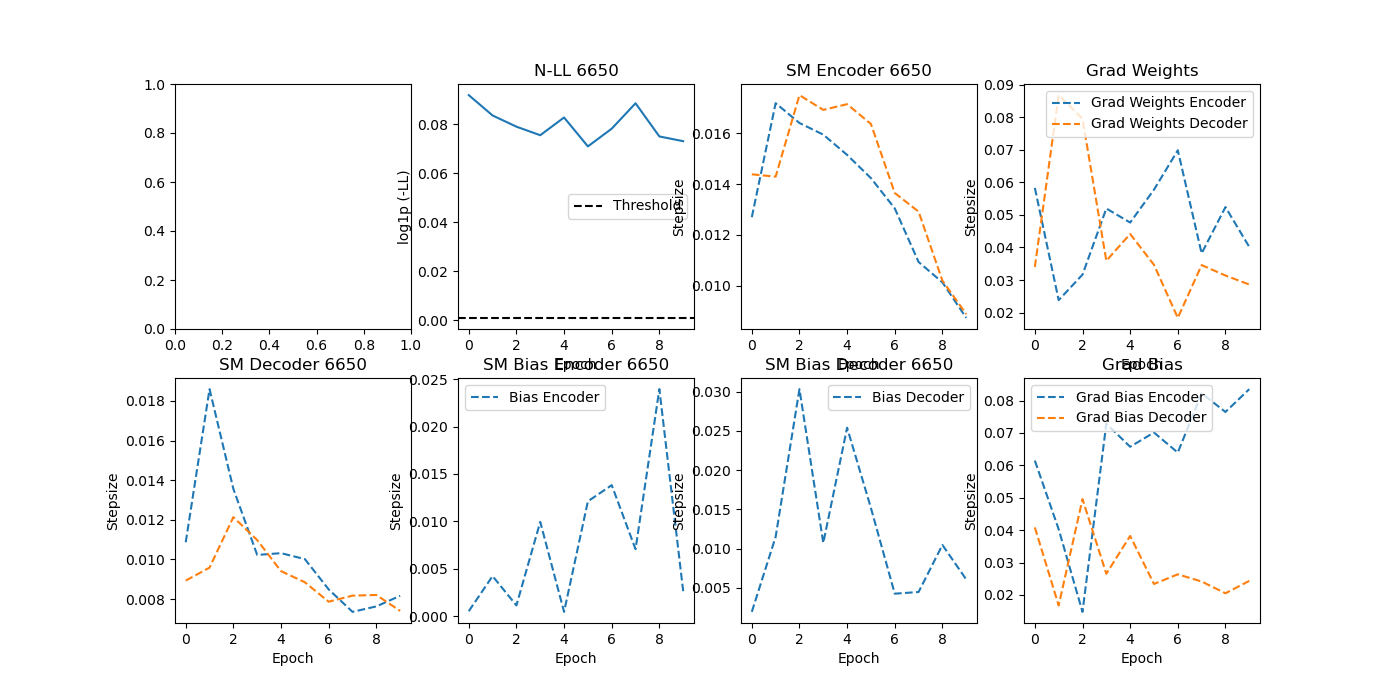 N-LL 6650
SM Encoder 6650
Grad Weights
1.0
0.8
0.6
0.4
0.2
0.0
0.0 0.2 0.4 0.6 0.8 1.0
log1p (-LL)
0.08
0.06
0.04
0.02
0.00
Threshold
0 2 4 6 8
Epoch
Stepsize
0.016
0.014
0.012
0.010
0 2 4 6 8
Epoch
Stepsize
0.09
0.08
0.07
0.06
0.05
0.04
0.03
0.02
Grad Weights Encoder
Grad Weights Decoder
0 2 4 6 8
Epoch
SM Decoder 6650
SM Bias Encoder 6650
SM Bias Decoder 6650
Grad Bias
Stepsize
0.018
0.016
0.014
0.012
0.010
0.008
0 2 4 6 8
Epoch
Stepsize
0.025
0.020
0.015
0.010
0.005
0.000
Bias Encoder
0 2 4 6 8
Epoch
Stepsize
0.030
0.025
0.020
0.015
0.010
0.005
Bias Decoder
0 2 4 6 8
Epoch
Stepsize
0.08
0.07
0.06
0.05
0.04
0.03
0.02
Grad Bias Encoder
Grad Bias Decoder
0 2 4 6 8
Epoch